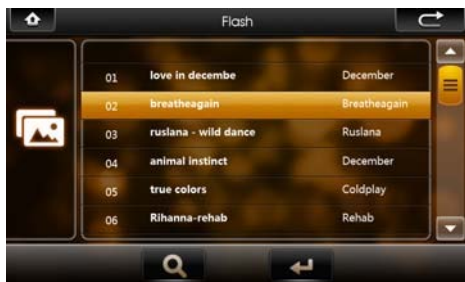 Flash
01 love in decembe December
02 breatheagain Breatheagain
03 ruslana - wild dance Ruslana
04 animal instinct December
05 true colors Coldplay
06 Rihanna-rehab Rehab